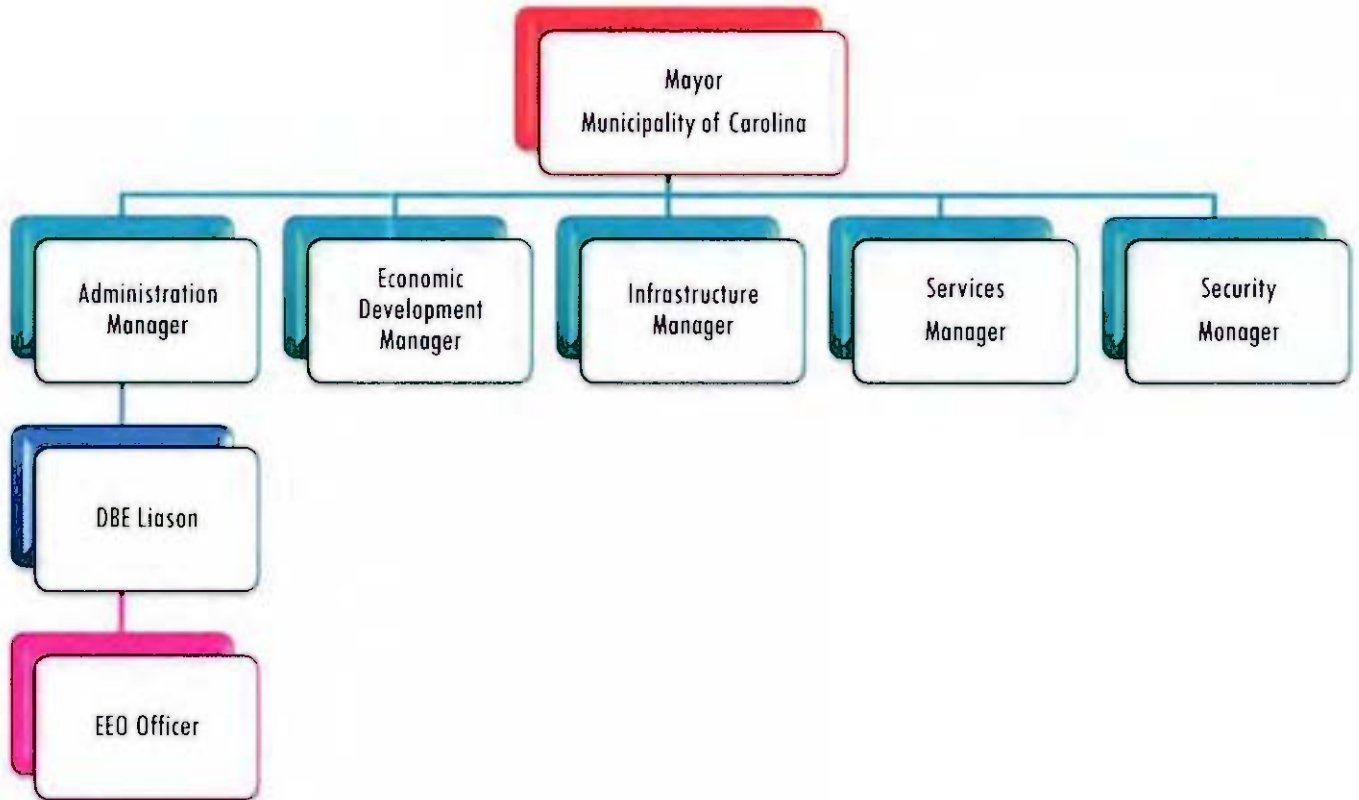 Mayor
Municipality of Carolina
Administration
Manager
Economic
Development
Manager
Infrastructure
Manager
Services
Manager
Security
Monager
DBE Liason
EEO Officer